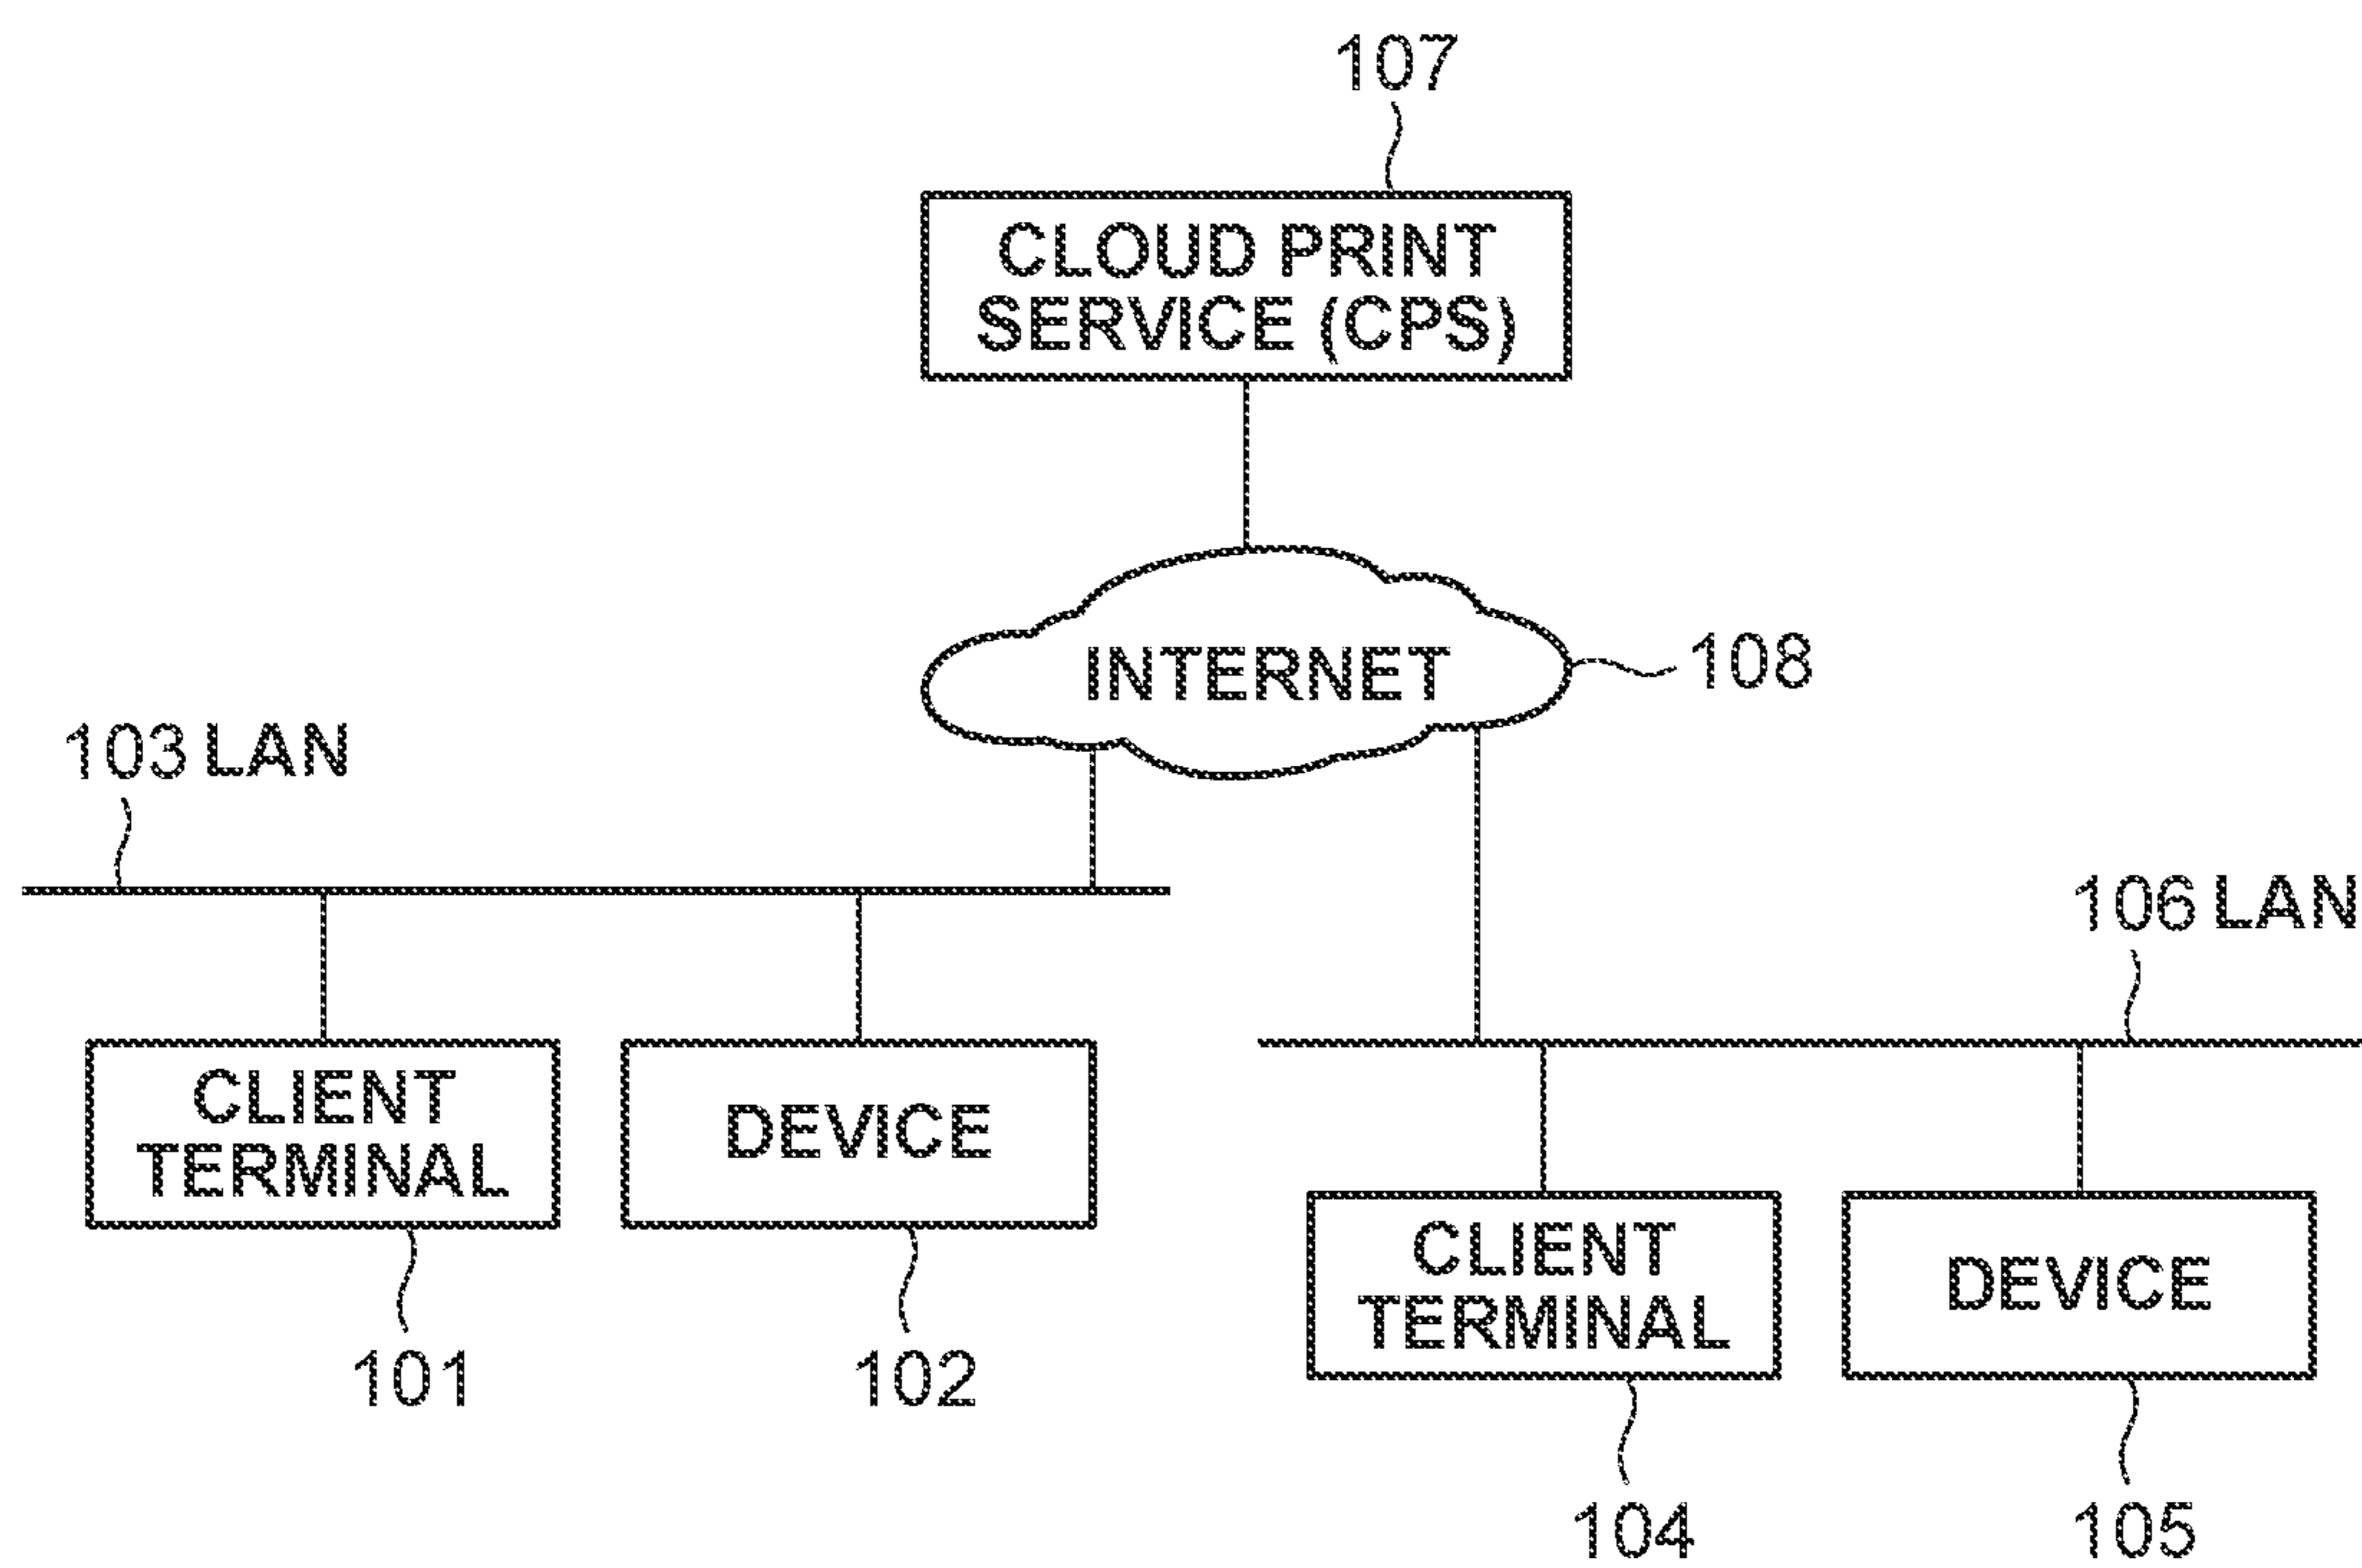 107
CLOUD PRINT
SERVICE (CPS)
INTERNET
108
103 LAN
106 LAN
CLIENT
TERMINAL
DEVICE
CLIENT
TERMINAL
DEVICE
101
102
104
105